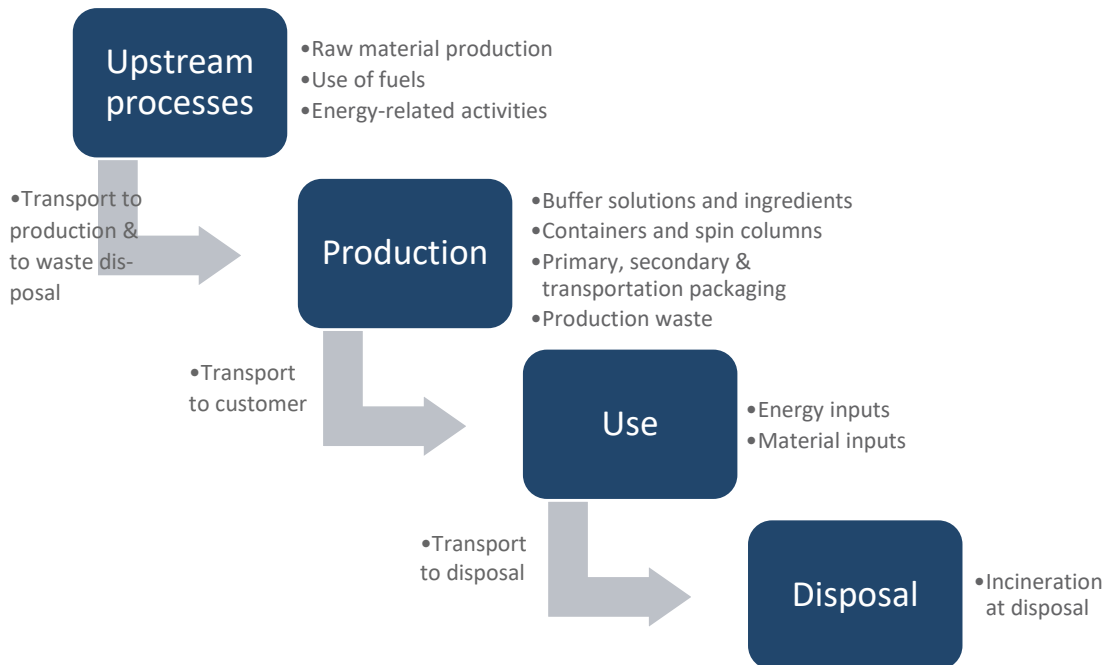 Upstream
processes
•Raw material production
•Use of fuels
•Energy-related activities
•Transport to
production &
to waste dis-
posal
Production
•Buffer solutions and ingredients
•Containers and spin columns
•Primary, secondary &
transportation packaging
•Production waste
•Transport
to customer
Use
•Energy inputs
•Material inputs
•Transport
to disposal
Disposal
•Incineration
at disposal